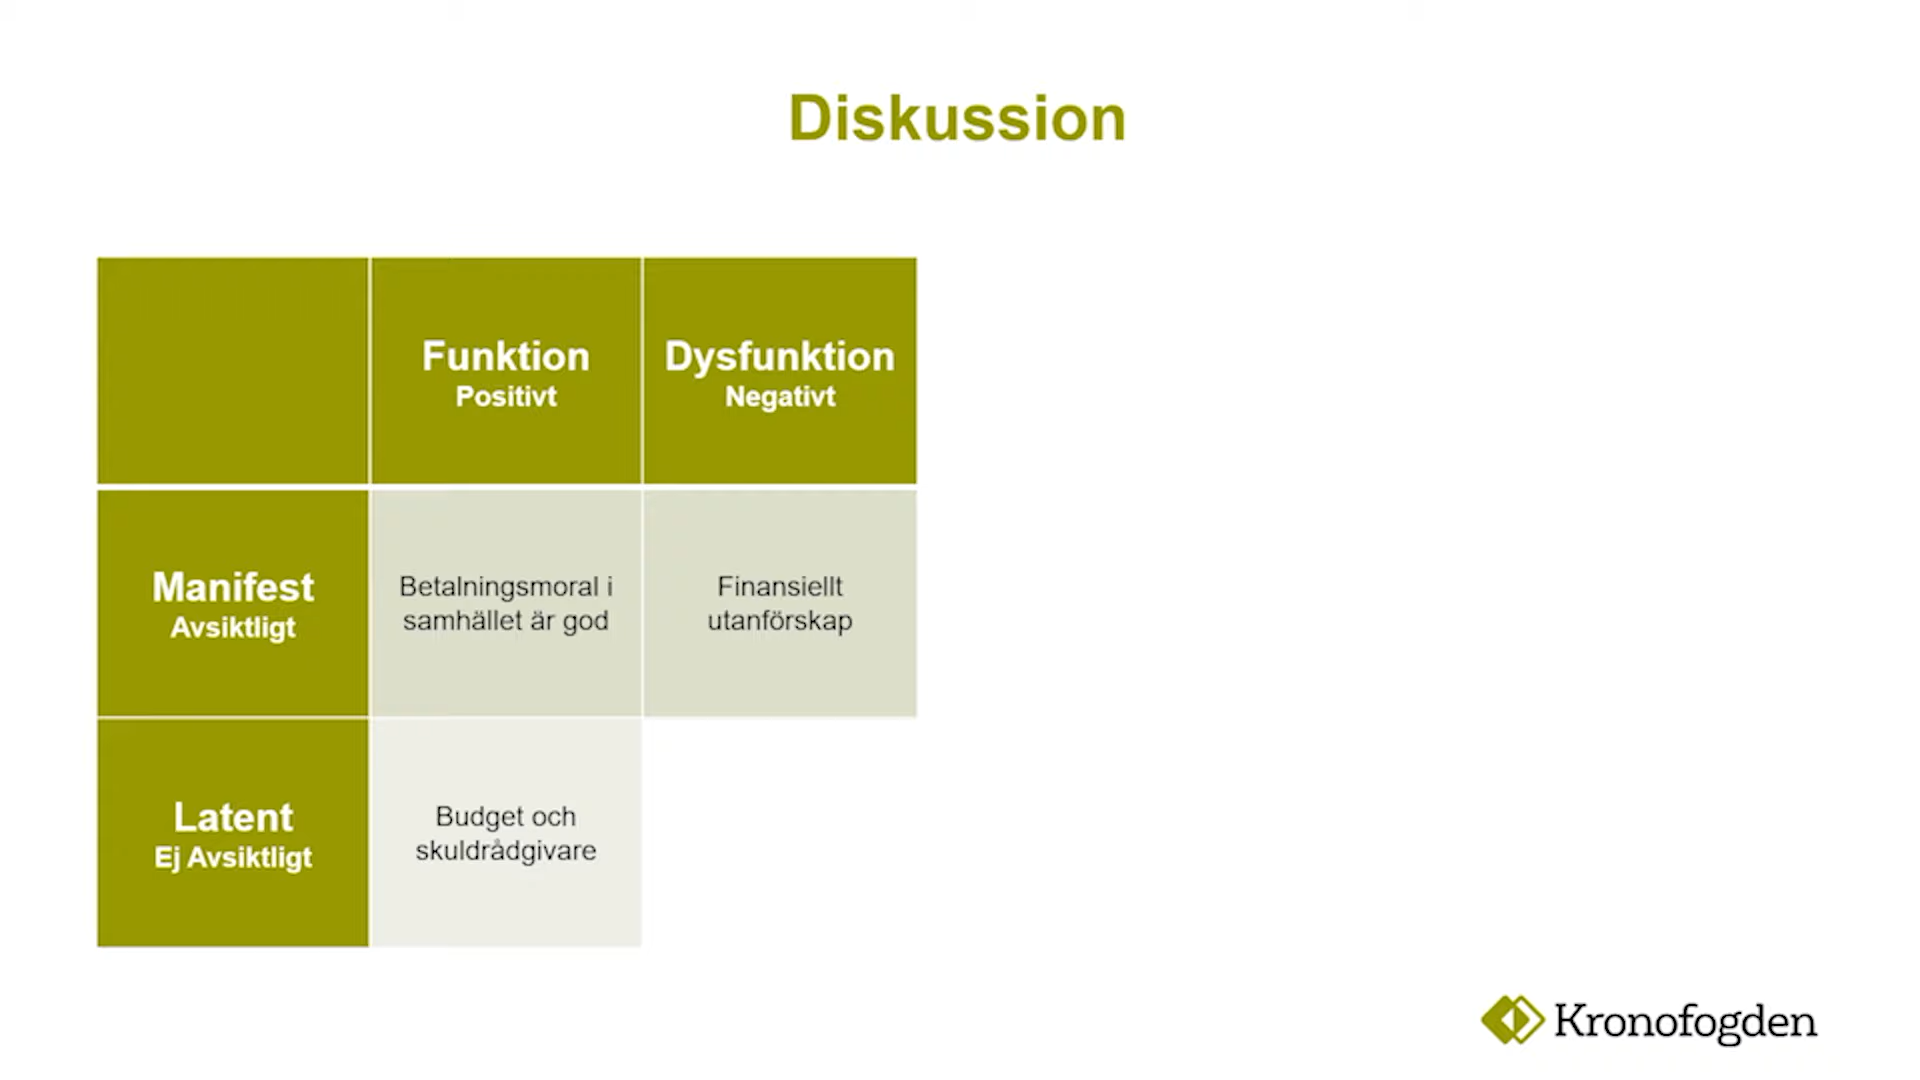 Diskussion
Funktion
Positivt
Dysfunktion
Negativt
Manifest
Avsiktligt
Betalningsmoral i
samhället är god
Finansiellt
utanförskap
Latent
Ej Avsiktligt
Budget och
skuldrådgivare
Kronofogden